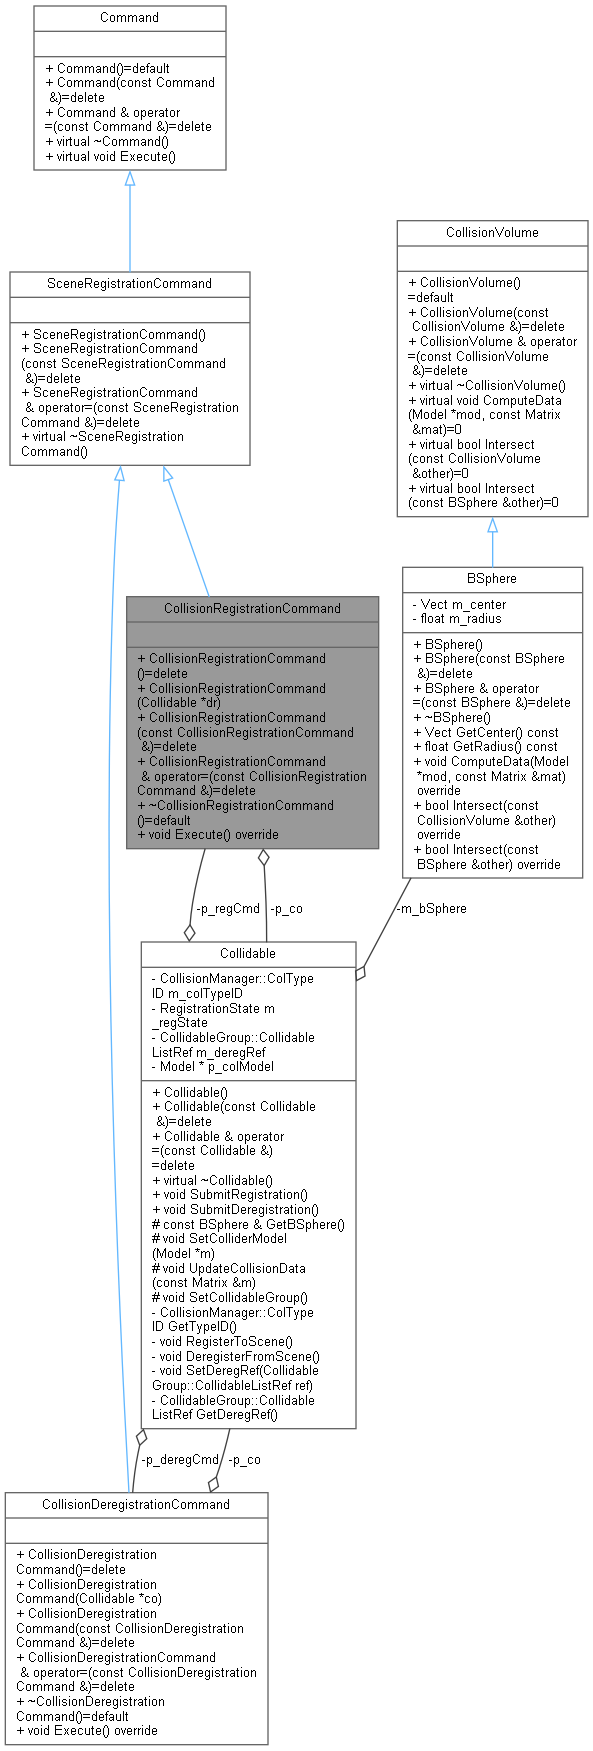 Command
+ Command()=default
+ Command(const Command
&)=delete
+ Command & operator
=(const Command &)=delete
+ virtual ~Command()
+ virtual void Execute()
CollisionVolume
+ CollisionVolume()
=default
+ CollisionVolume(const
CollisionVolume &)=delete
+ CollisionVolume & operator
=(const CollisionVolume
&)=delete
+ virtual ~CollisionVolume()
+ virtual void ComputeData
(Model *mod, const Matrix
&mat)=0
+ virtual bool Intersect
(const CollisionVolume
&other)=0
+ virtual bool Intersect
(const BSphere &other)=0
SceneRegistrationCommand
+ SceneRegistrationCommand()
+ SceneRegistrationCommand
(const SceneRegistrationCommand
&)=delete
+ SceneRegistrationCommand
& operator=(const SceneRegistration
Command &)=delete
+ virtual ~SceneRegistration
Command()
BSphere
- Vect m_center
- float m_radius
+ BSphere()
+ BSphere(const BSphere
&)=delete
+ BSphere & operator
=(const BSphere &)=delete
+ ~BSphere()
+ Vect GetCenter() const
+ float GetRadius() const
+ void ComputeData(Model
*mod, const Matrix &mat)
override
+ bool Intersect(const
CollisionVolume &other)
override
+ bool Intersect(const
BSphere &other) override
CollisionRegistrationCommand
+ CollisionRegistrationCommand
()=delete
+ CollisionRegistrationCommand
(Collidable *dr)
+ CollisionRegistrationCommand
(const CollisionRegistrationCommand
&)=delete
+ CollisionRegistrationCommand
& operator=(const CollisionRegistration
Command &)=delete
+ ~CollisionRegistrationCommand
()=default
+ void Execute() override
-p_regCmd
-p_co
-m_bSphere
Collidable
- CollisionManager::ColType
ID m_colTypeID
- RegistrationState m
_regState
- CollidableGroup::Collidable
ListRef m_deregRef
- Model * p_colModel
+ Collidable()
+ Collidable(const Collidable
&)=delete
+ Collidable & operator
=(const Collidable &)
=delete
+ virtual ~Collidable()
+ void SubmitRegistration()
+ void SubmitDeregistration()
# const BSphere & GetBSphere()
# void SetColliderModel
(Model *m)
# void UpdateCollisionData
(const Matrix &m)
# void SetCollidableGroup()
- CollisionManager::ColType
ID GetTypeID()
- void RegisterToScene()
- void DeregisterFromScene()
- void SetDeregRef(Collidable
Group::CollidableListRef ref)
- CollidableGroup::Collidable
ListRef GetDeregRef()
-p_deregCmd
-p_co
CollisionDeregistrationCommand
+ CollisionDeregistration
Command()=delete
+ CollisionDeregistration
Command(Collidable *co)
+ CollisionDeregistration
Command(const CollisionDeregistration
Command &)=delete
+ CollisionDeregistrationCommand
& operator=(const CollisionDeregistration
Command &)=delete
+ ~CollisionDeregistration
Command()=default
+ void Execute() override